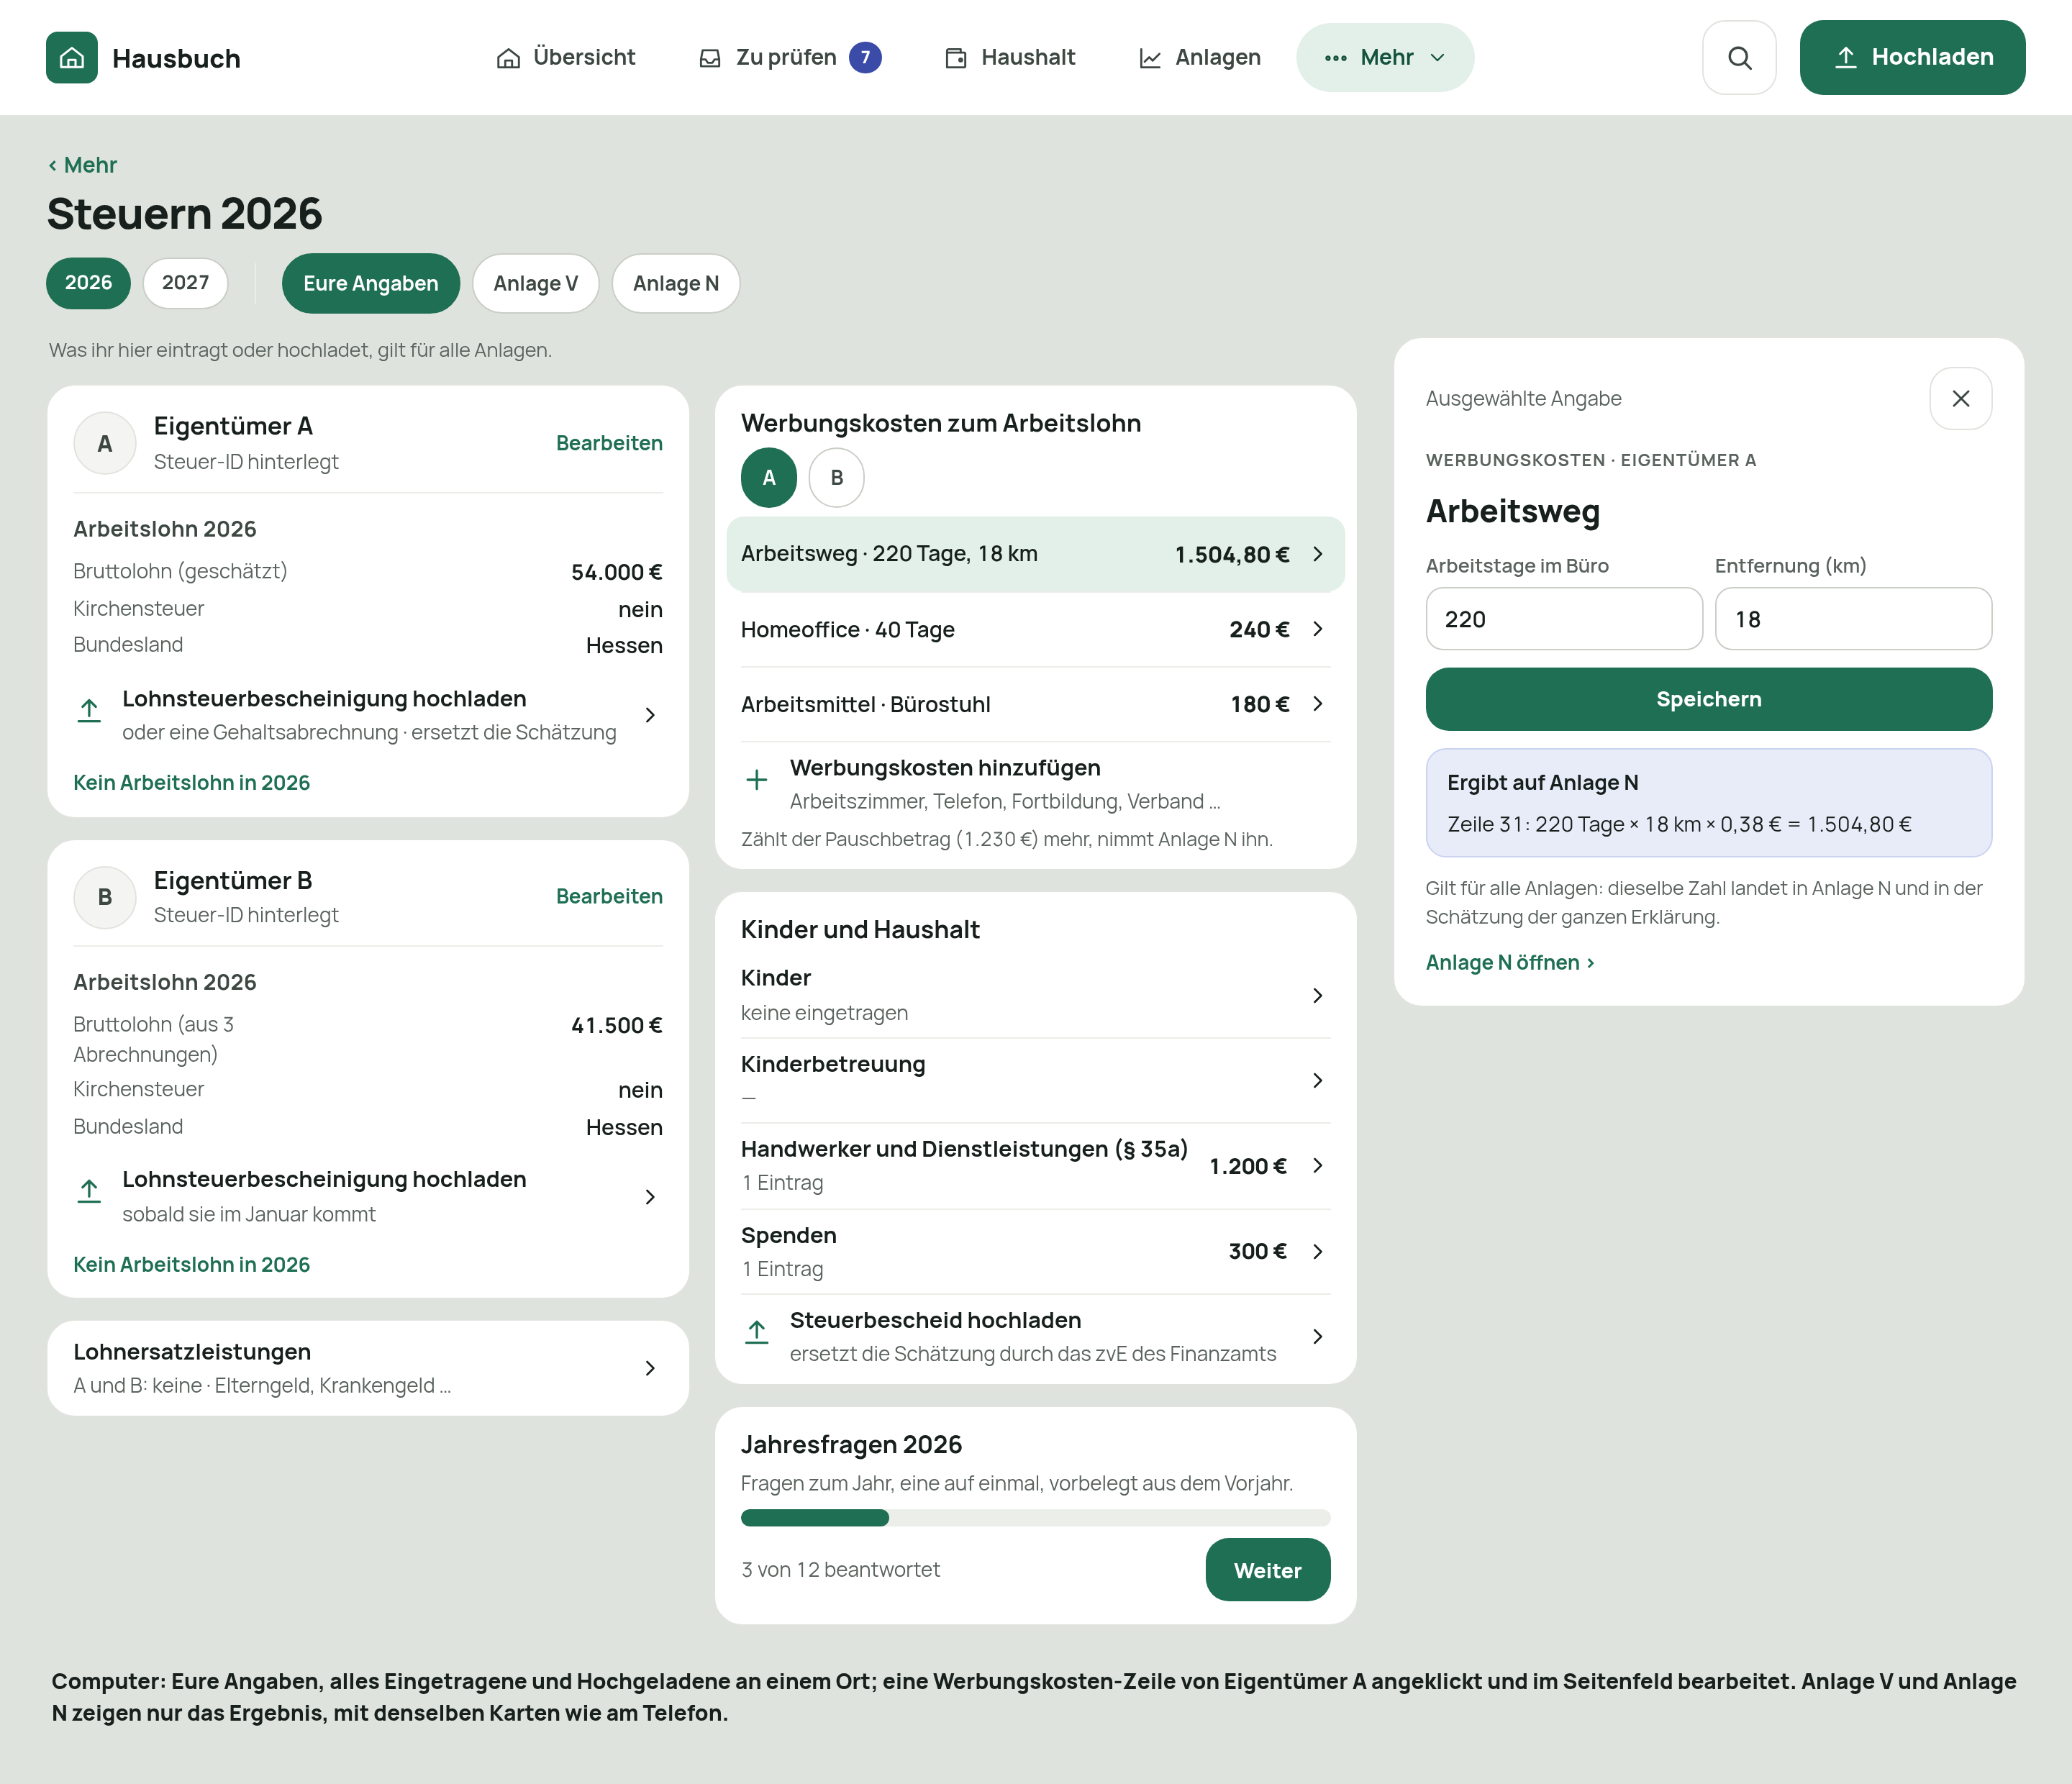 Hausbuch
Übersicht
Zu prüfen 7
Haushalt
Anlagen
Mehr
Hochladen
‹ Mehr
Steuern 2026
2026
2027
Eure Angaben
Anlage V
Anlage N
Was ihr hier eintragt oder hochladet, gilt für alle Anlagen.
A
Eigentümer A
Steuer-ID hinterlegt
Bearbeiten
Arbeitslohn 2026
Bruttolohn (geschätzt) 54.000 €
Kirchensteuer nein
Bundesland Hessen
Lohnsteuerbescheinigung hochladen
oder eine Gehaltsabrechnung · ersetzt die Schätzung
Kein Arbeitslohn in 2026
B
Eigentümer B
Steuer-ID hinterlegt
Bearbeiten
Arbeitslohn 2026
Bruttolohn (aus 3 41.500 €
Abrechnungen)
Kirchensteuer nein
Bundesland Hessen
Lohnsteuerbescheinigung hochladen
sobald sie im Januar kommt
Kein Arbeitslohn in 2026
Lohnersatzleistungen
A und B: keine · Elterngeld, Krankengeld …
Werbungskosten zum Arbeitslohn
A
B
Arbeitsweg · 220 Tage, 18 km 1.504,80 €
Homeoffice · 40 Tage 240 €
Arbeitsmittel · Bürostuhl 180 €
Werbungskosten hinzufügen
Arbeitszimmer, Telefon, Fortbildung, Verband …
Zählt der Pauschbetrag (1.230 €) mehr, nimmt Anlage N ihn.
Kinder und Haushalt
Kinder
keine eingetragen
Kinderbetreuung
—
Handwerker und Dienstleistungen (§ 35a) 1.200 €
1 Eintrag
Spenden 300 €
1 Eintrag
Steuerbescheid hochladen
ersetzt die Schätzung durch das zvE des Finanzamts
Jahresfragen 2026
Fragen zum Jahr, eine auf einmal, vorbelegt aus dem Vorjahr.
3 von 12 beantwortet
Weiter
Ausgewählte Angabe
WERBUNGSKOSTEN · EIGENTÜMER A
Arbeitsweg
Arbeitstage im Büro
Entfernung (km)
220
18
Speichern
Ergibt auf Anlage N
Zeile 31: 220 Tage × 18 km × 0,38 € = 1.504,80 €
Gilt für alle Anlagen: dieselbe Zahl landet in Anlage N und in der
Schätzung der ganzen Erklärung.
Anlage N öffnen ›
Computer: Eure Angaben, alles Eingetragene und Hochgeladene an einem Ort; eine Werbungskosten-Zeile von Eigentümer A angeklickt und im Seitenfeld bearbeitet. Anlage V und Anlage
N zeigen nur das Ergebnis, mit denselben Karten wie am Telefon.